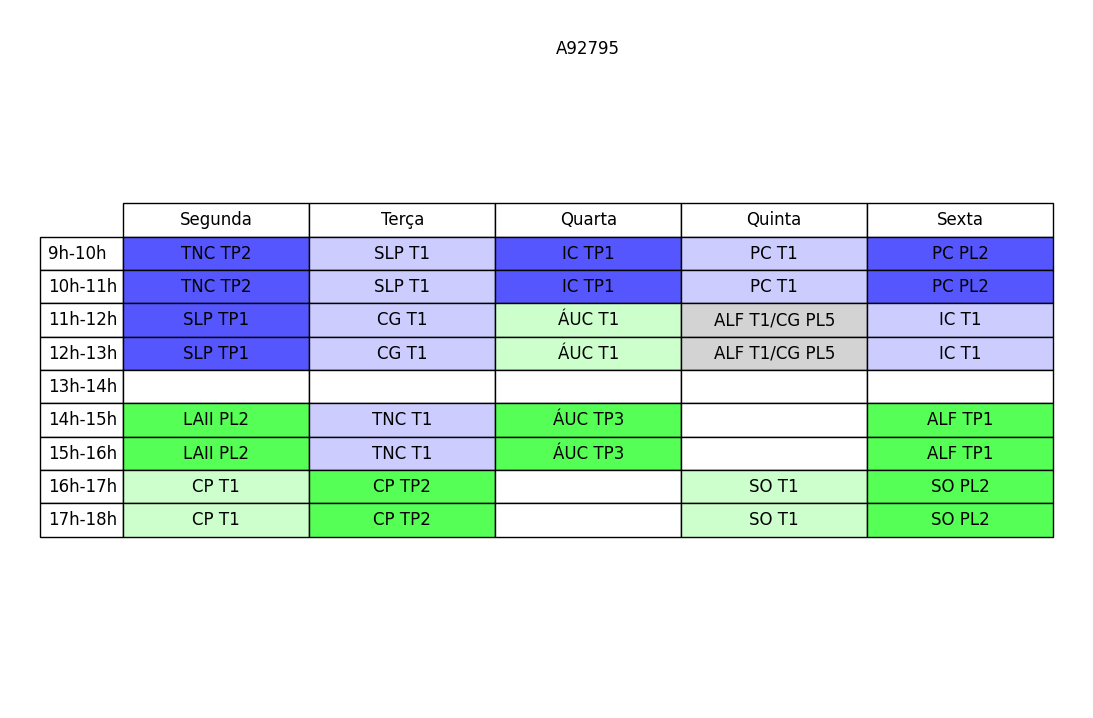 A92795
Segunda Terça Quarta Quinta Sexta
9h-10h TNC TP2 SLP T1 IC TP1 PC T1 PC PL2
10h-11h TNC TP2 SLP T1 IC TP1 PC T1 PC PL2
11h-12h SLP TP1 CG T1 ÁUC T1 ALF T1/CG PL5 IC T1
12h-13h SLP TP1 CG T1 ÁUC T1 ALF T1/CG PL5 IC T1
13h-14h
14h-15h LAII PL2 TNC T1 ÁUC TP3 ALF TP1
15h-16h LAII PL2 TNC T1 ÁUC TP3 ALF TP1
16h-17h CP T1 CP TP2 SO T1 SO PL2
17h-18h CP T1 CP TP2 SO T1 SO PL2